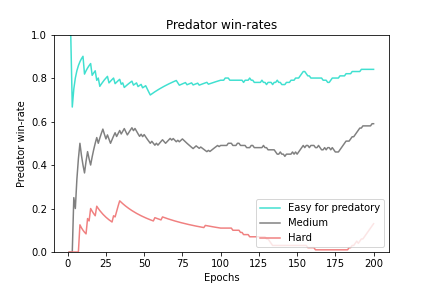 Predator win-rates
Predator win-rate
1.0
0.8
0.6
0.4
0.2
0.0
0
25
50
75
100
125
150
175
200
Epochs
Easy for predatory
Medium
Hard